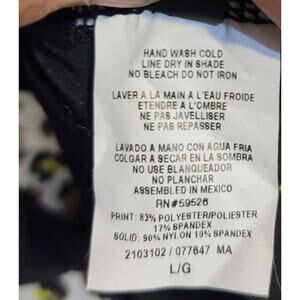 HAND WASH COLD
LINE DRY IN SHADE
NO BLEACH DO NOT IRON
LAVER A LA MAIN A L'EAU FROIDE
ETENDRE A L'OMBRE
NE PAS JAVELLISER
NE PAS REPASSER
LAVADO A MANO CON AGUA FRIA
COLGAR A SECAR EN LA SOMBRA
NO USE BLANQUEADOR
NO PLANCHAR
ASSEMBLED IN MEXICO
RN#59526
PRINT: 83% POLYESTER/POLIESTER
17% SPANDEX
SOLID: 90% NYLON 10% SPANDEX
2103102 / 077647 MA
L/G